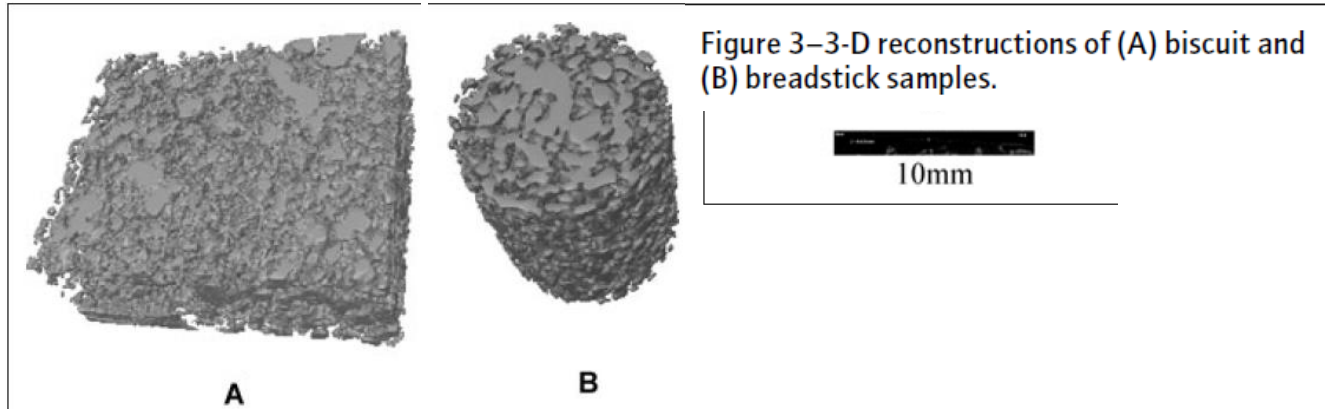 Figure 3–3-D reconstructions of (A) biscuit and
(B) breadstick samples.
10mm
A
B